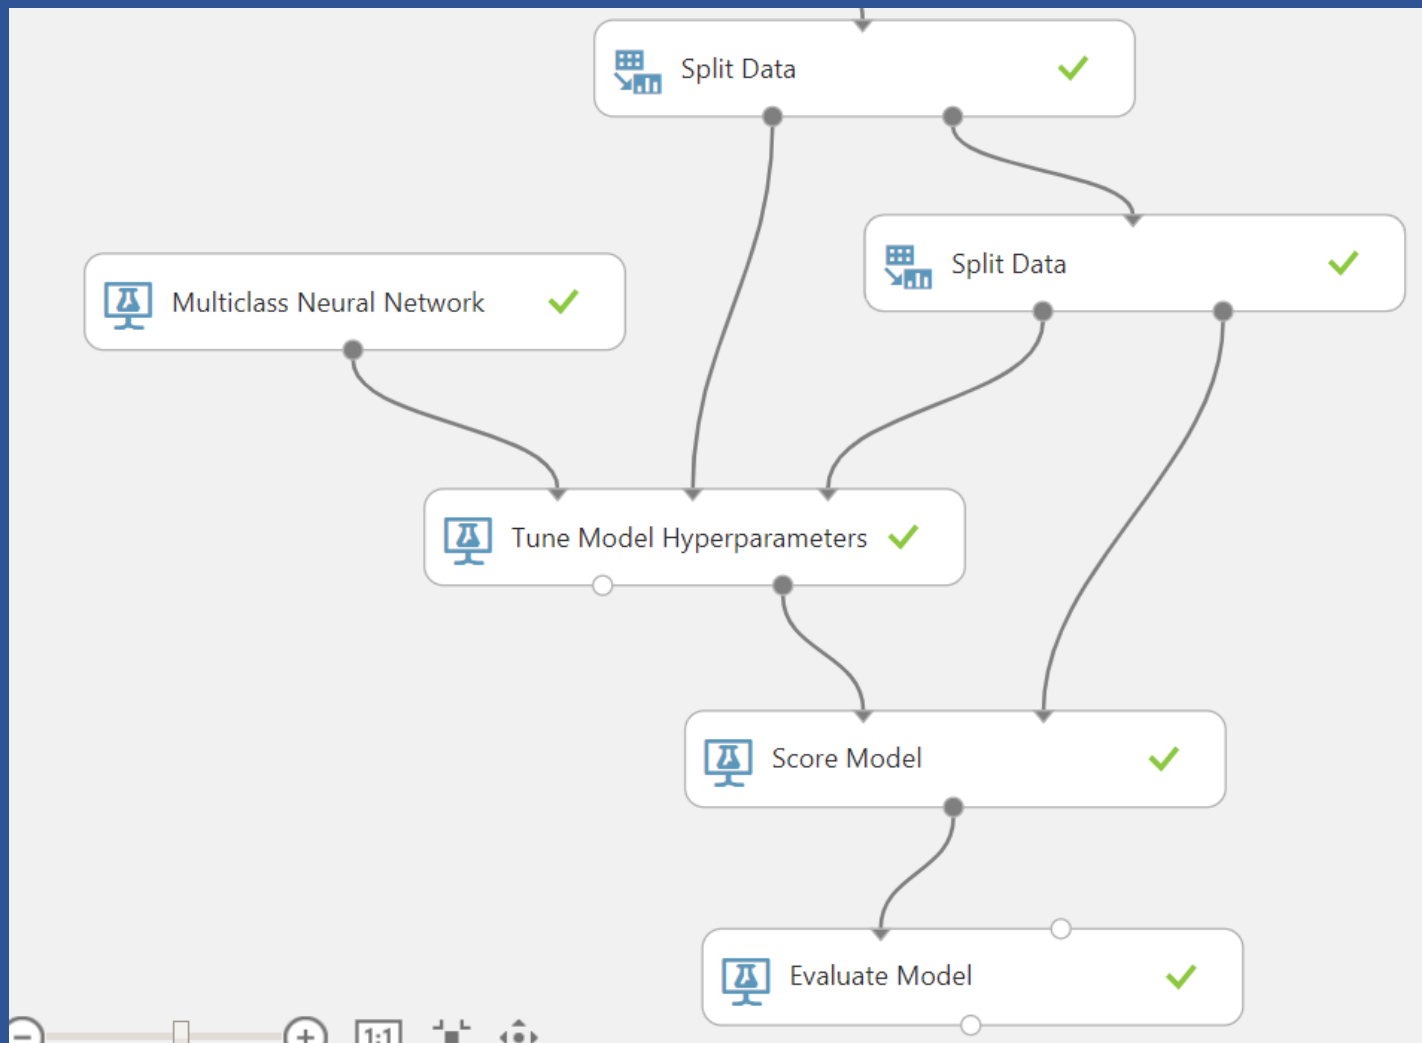 Split Data
Split Data
Multiclass Neural Network
Tune Model Hyperparameters
Score Model
Evaluate Model
1:1